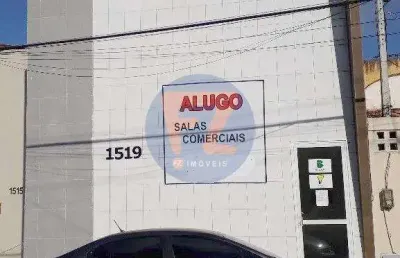 ALUGO
SALAS
COMERCIAIS
IMÓVEIS
1519
1515